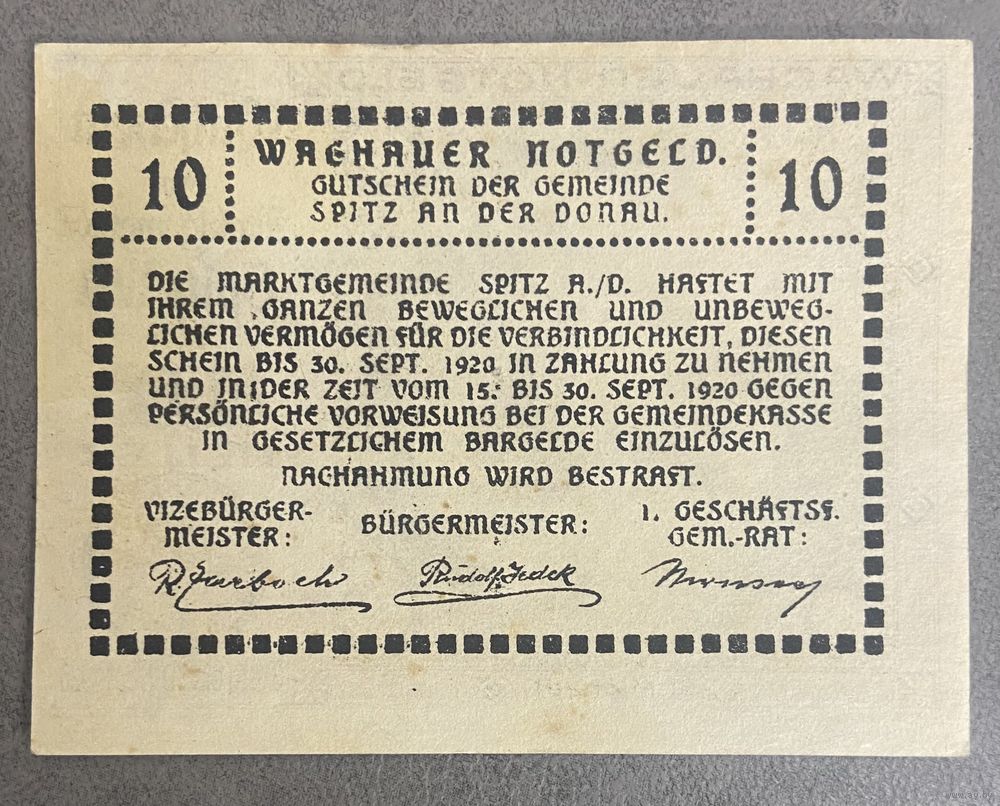 10
WACHAUER NOTGELD.
GUTSCHEIN DER GEMEINDE
SPITZ AN DER DONAU.
10
DIE MARKTGEMEINDE SPITZ A./D. HAFTET MIT
IHREM GANZEN BEWEGLICHEN UND UNBEWEG-
LICHEN VERMÖGEN FÜR DIE VERBINDLICHKEIT, DIESEN
SCHEIN BIS 30. SEPT. 1920 IN ZAHLUNG ZU NEHMEN
UND IN DER ZEIT VOM 15. BIS 30. SEPT. 1920 GEGEN
PERSÖNLICHE VORWEISUNG BEI DER GEMEINDEKASSE
IN GESETZLICHEM BARGELDE EINZULÖSEN.
NACHAHMUNG WIRD BESTRAFT.
VIZEBÜRGER-
MEISTER:
BÜRGERMEISTER:
1. GESCHÄFTSF.
GEM.-RAT:
Rudolf